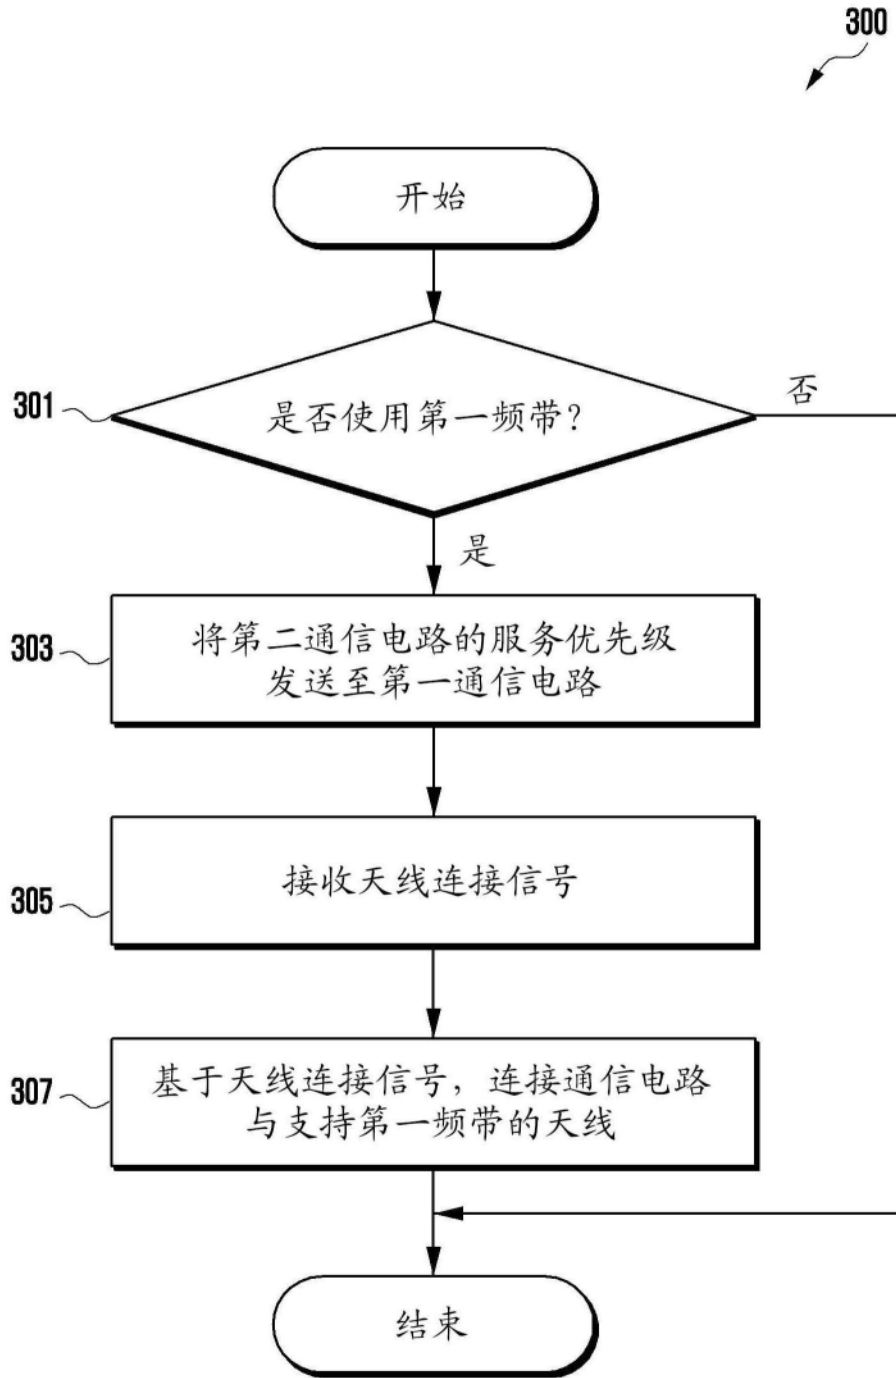 300
开始
301
是否使用第一频带？
否
是
303
将第二通信电路的服务优先级
发送至第一通信电路
305
接收天线连接信号
307
基于天线连接信号，连接通信电路
与支持第一频带的天线
结束